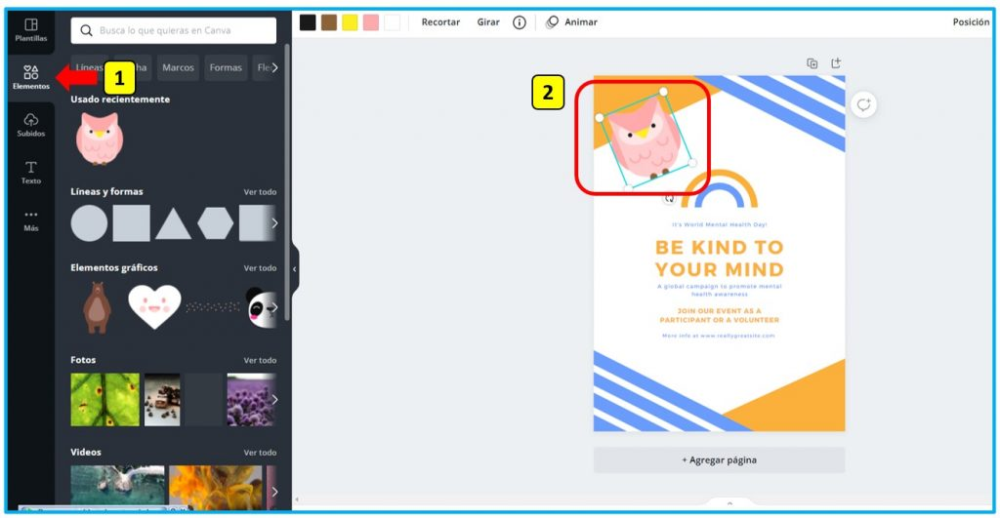 Plantillas
Elementos
Subidos
Texto
Más
Busca lo que quieras en Canva
Líneas
ha
Marcos
Formas
Fle
1
Usado recientemente
Líneas y formas
Ver todo
Elementos gráficos
Ver todo
Fotos
Ver todo
Videos
Ver todo
Recortar
Girar
Animar
Posición
2
It's World Mental Health Day!
BE KIND TO
YOUR MIND
A global campaign to promote mental
health awareness
JOIN OUR EVENT AS A
PARTICIPANT OR A VOLUNTEER
More info at www.reallygreatsite.com
+ Agregar página